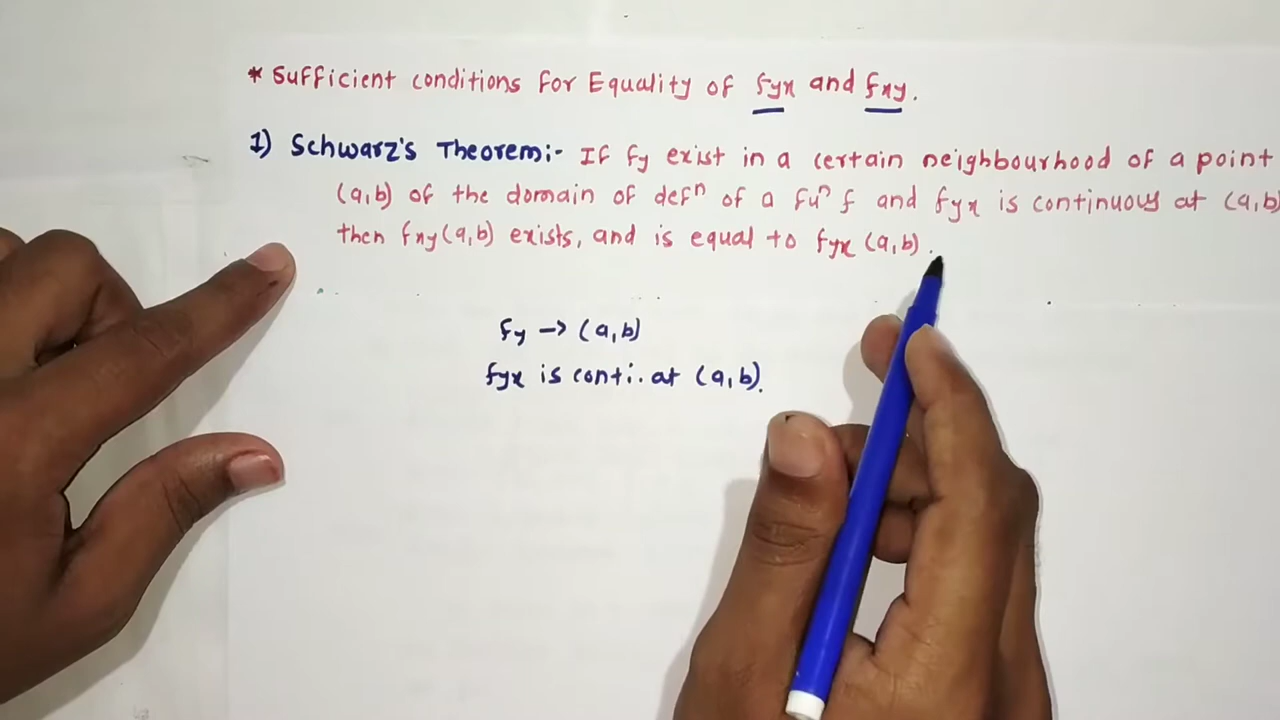 * Sufficient conditions for Equality of fyx and fxy.
1) Schwarz's Theorem:- If fy exist in a certain neighbourhood of a point
(a,b) of the domain of defⁿ of a fuⁿ f and fyx is continuous at (a,b)
then fxy(a,b) exists, and is equal to fyx (a,b).
fy → (a,b)
fyx is conti. at (a,b).